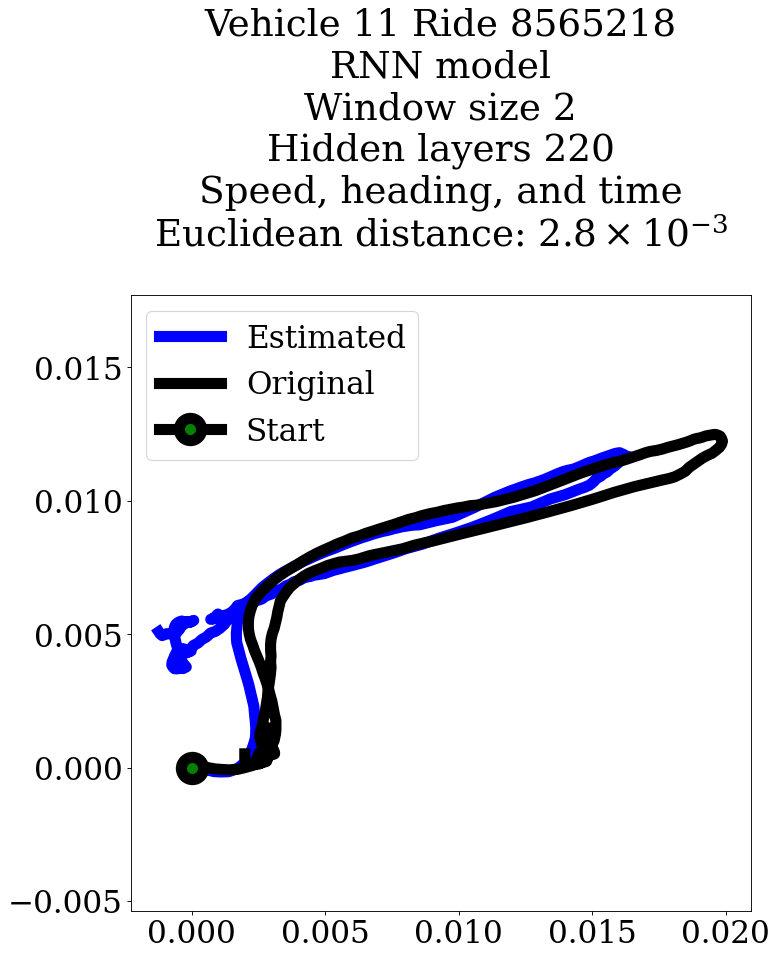 Vehicle 11 Ride 8565218
RNN model
Window size 2
Hidden layers 220
Speed, heading, and time
Euclidean distance: 2.8 × 10⁻³
Estimated
Original
Start
0.015
0.010
0.005
0.000
−0.005
0.000 0.005 0.010 0.015 0.020